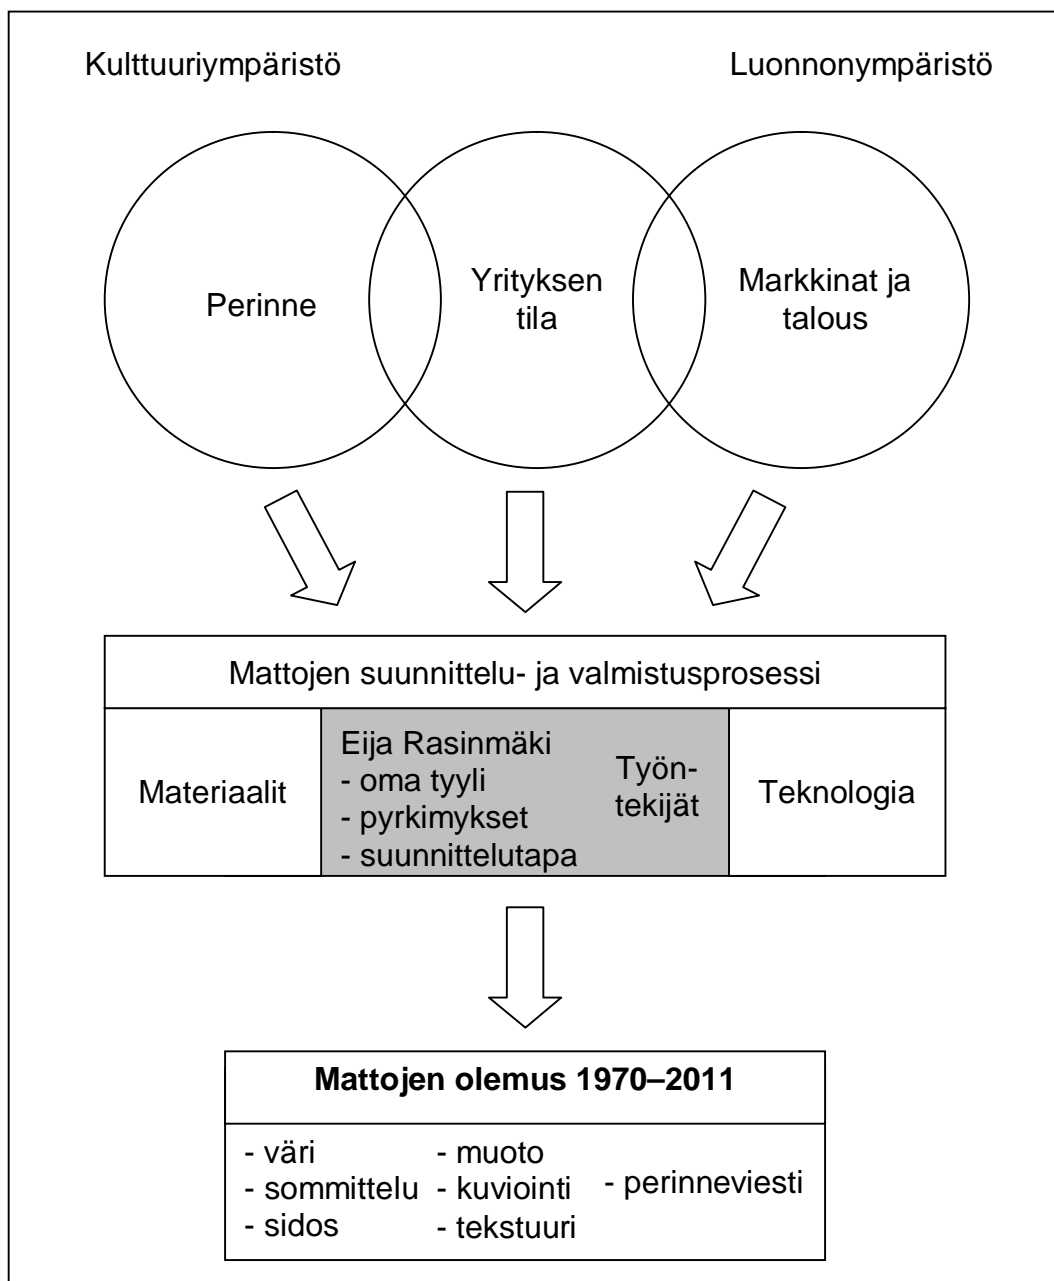 Kulttuuriympäristö
Luonnonympäristö
Perinne
Yrityksen
tila
Markkinat ja
talous
Mattojen suunnittelu- ja valmistusprosessi
Materiaalit
Eija Rasinmäki
- oma tyyli
- pyrkimykset
- suunnittelutapa
Työn-
tekijät
Teknologia
Mattojen olemus 1970–2011
- väri
- sommittelu
- sidos
- muoto
- kuviointi
- tekstuuri
- perinneviesti